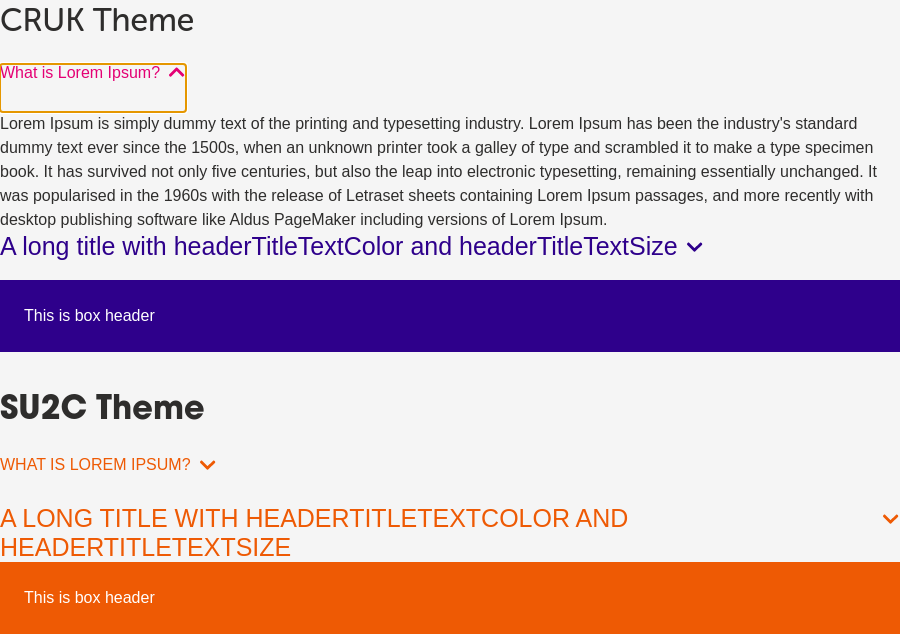 CRUK Theme
What is Lorem Ipsum?
Lorem Ipsum is simply dummy text of the printing and typesetting industry. Lorem Ipsum has been the industry's standard
dummy text ever since the 1500s, when an unknown printer took a galley of type and scrambled it to make a type specimen
book. It has survived not only five centuries, but also the leap into electronic typesetting, remaining essentially unchanged. It
was popularised in the 1960s with the release of Letraset sheets containing Lorem Ipsum passages, and more recently with
desktop publishing software like Aldus PageMaker including versions of Lorem Ipsum.
A long title with headerTitleTextColor and headerTitleTextSize
This is box header
SU2C Theme
WHAT IS LOREM IPSUM?
A LONG TITLE WITH HEADERTITLETEXTCOLOR AND
HEADERTITLETEXTSIZE
This is box header